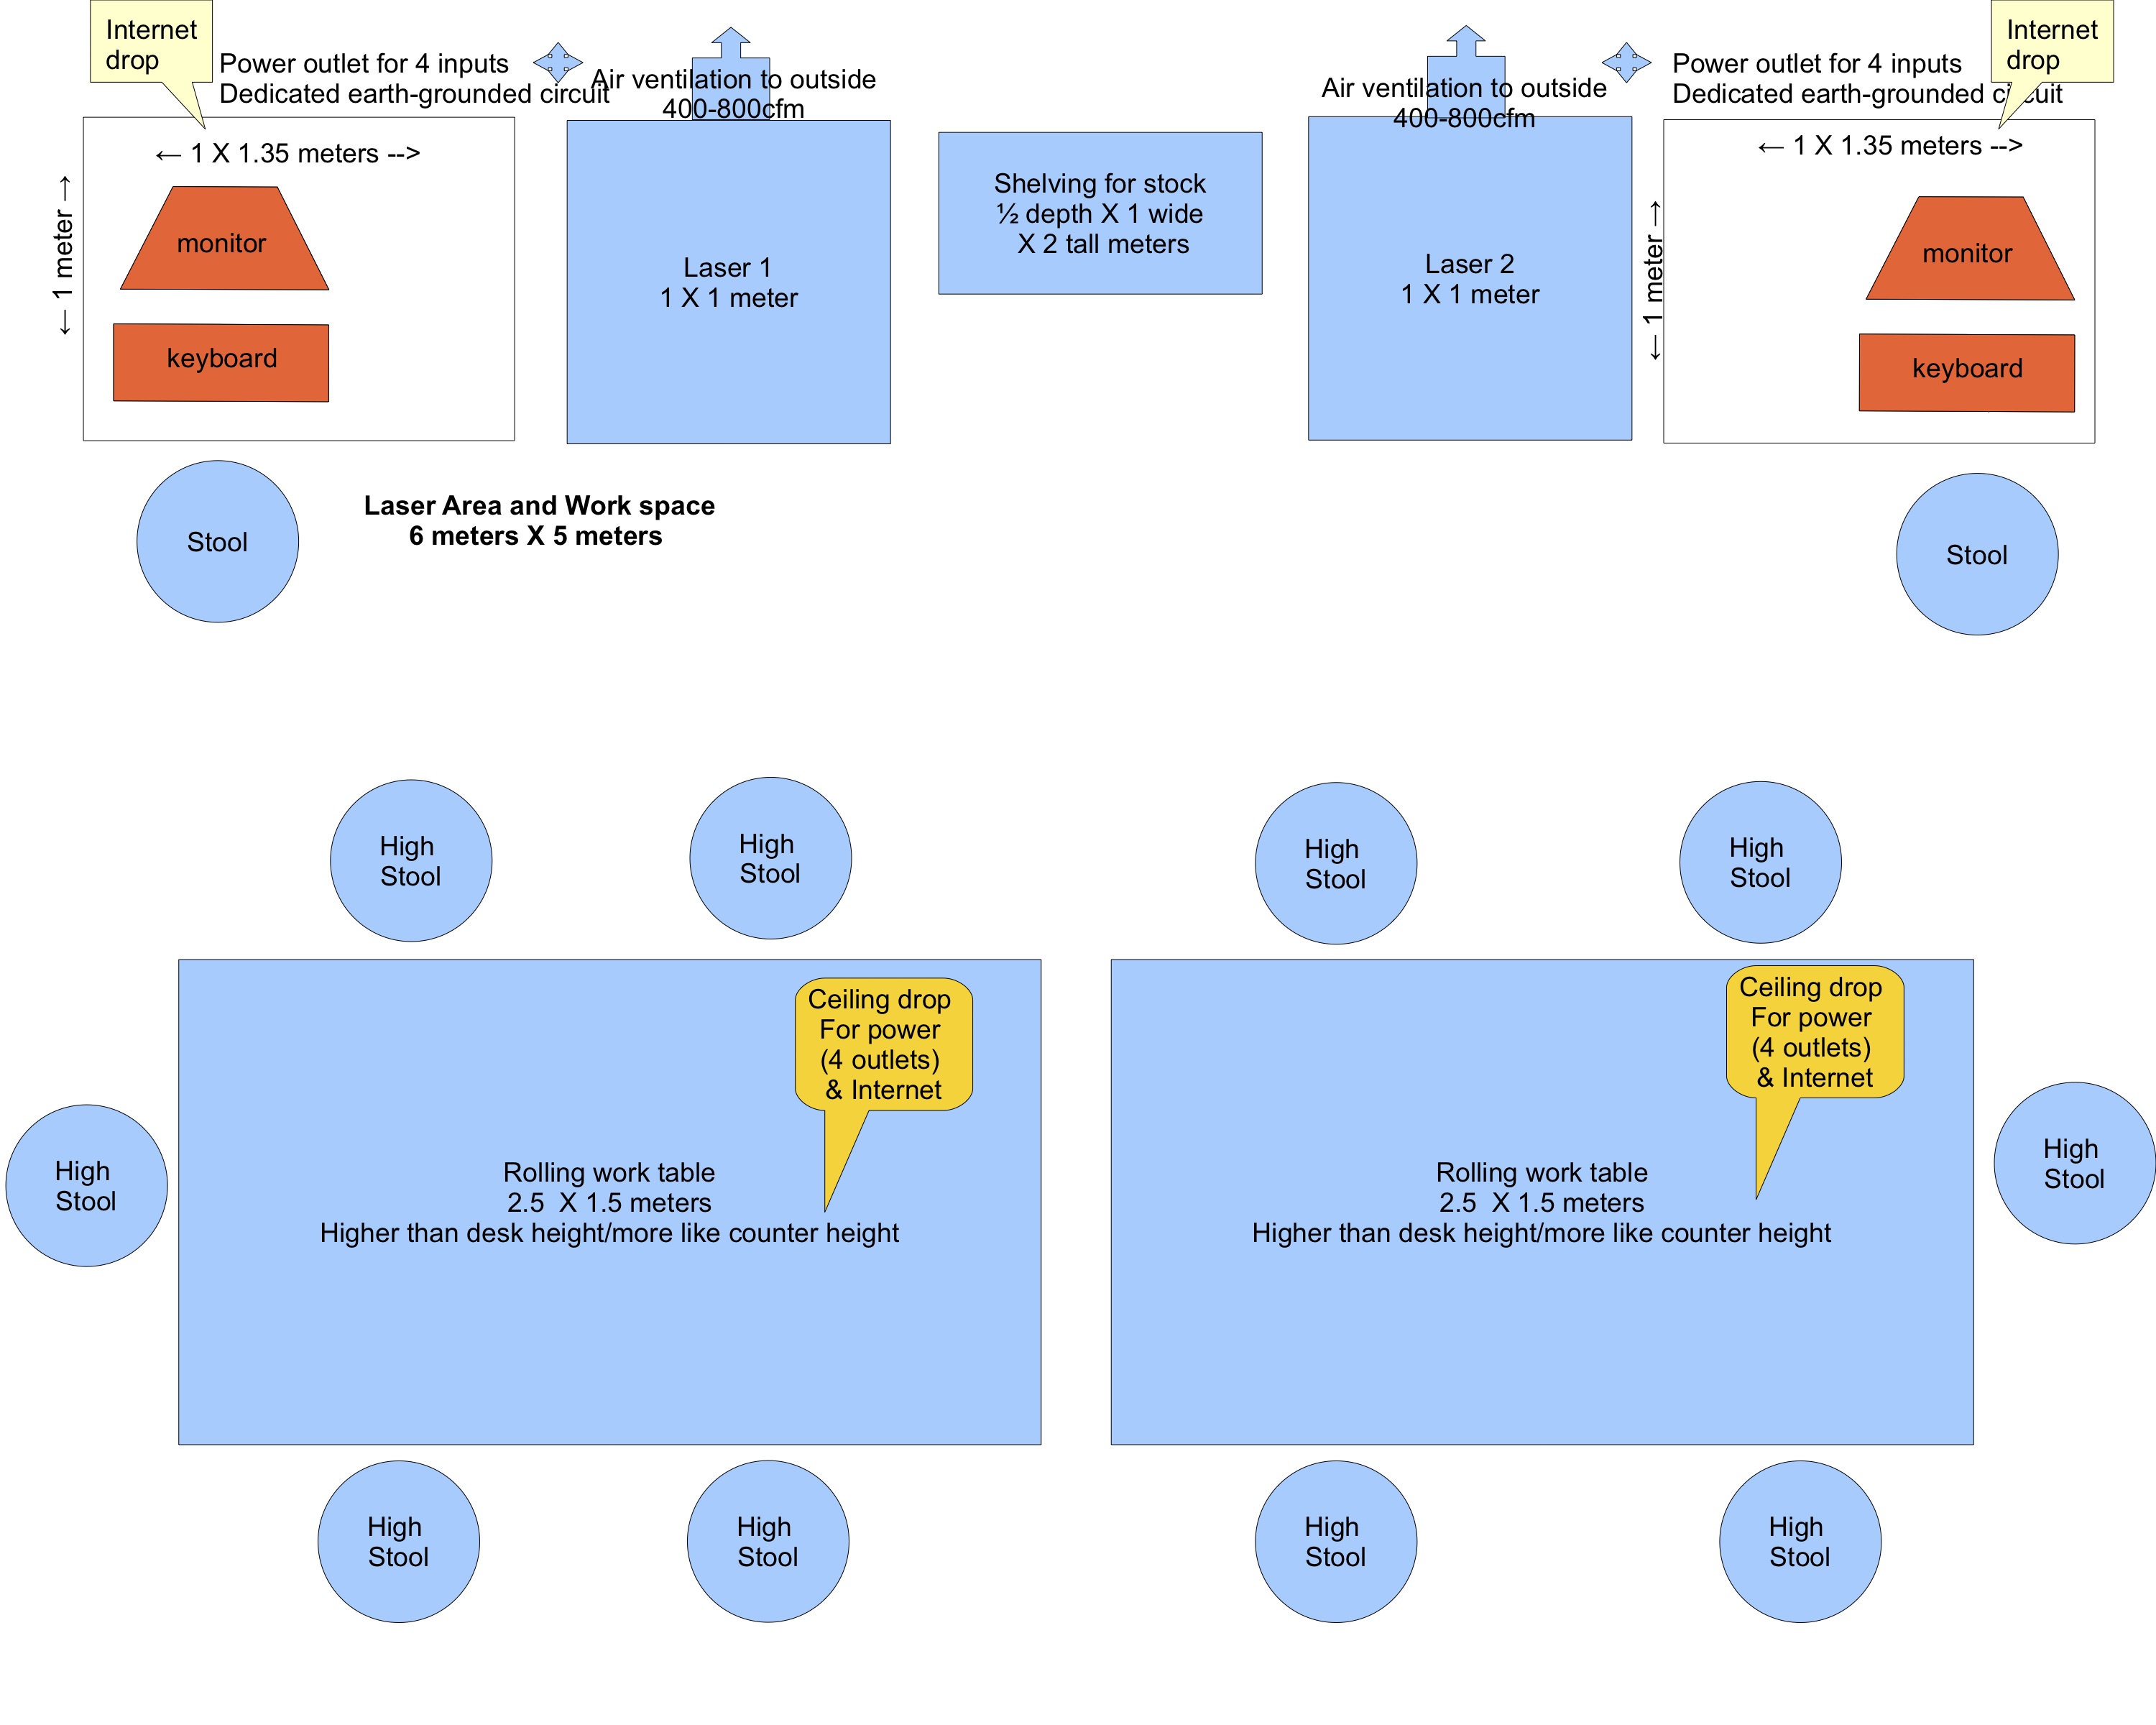 Internet
drop
Power outlet for 4 inputs
Dedicated earth-grounded circuit
Air ventilation to outside
400-800cfm
Air ventilation to outside
400-800cfm
Power outlet for 4 inputs
Dedicated earth-grounded circuit
Internet
drop
← 1 X 1.35 meters -->
← 1 meter →
monitor
keyboard
Laser 1
1 X 1 meter
Shelving for stock
½ depth X 1 wide
X 2 tall meters
Laser 2
1 X 1 meter
← 1 meter →
← 1 X 1.35 meters -->
monitor
keyboard
Stool
Laser Area and Work space
6 meters X 5 meters
Stool
High
Stool
High
Stool
High
Stool
High
Stool
High
Stool
Ceiling drop
For power
(4 outlets)
& Internet
Rolling work table
2.5  X 1.5 meters
Higher than desk height/more like counter height
Ceiling drop
For power
(4 outlets)
& Internet
Rolling work table
2.5  X 1.5 meters
Higher than desk height/more like counter height
High
Stool
High
Stool
High
Stool
High
Stool
High
Stool